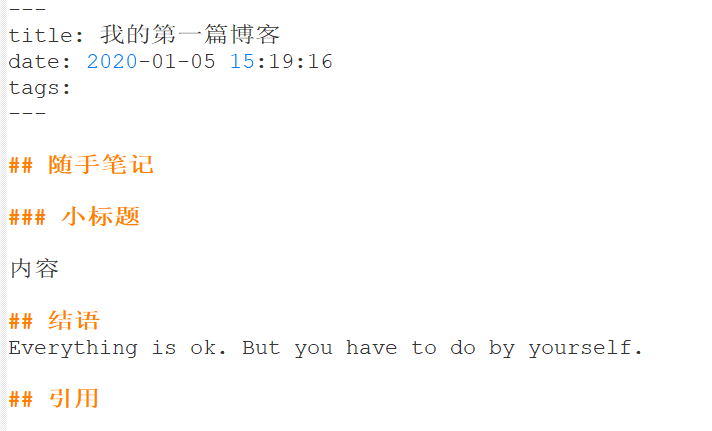 ---
title: 我的第一篇博客
date: 2020-01-05 15:19:16
tags:
---
## 随手笔记
### 小标题
内容
## 结语
Everything is ok. But you have to do by yourself.
## 引用